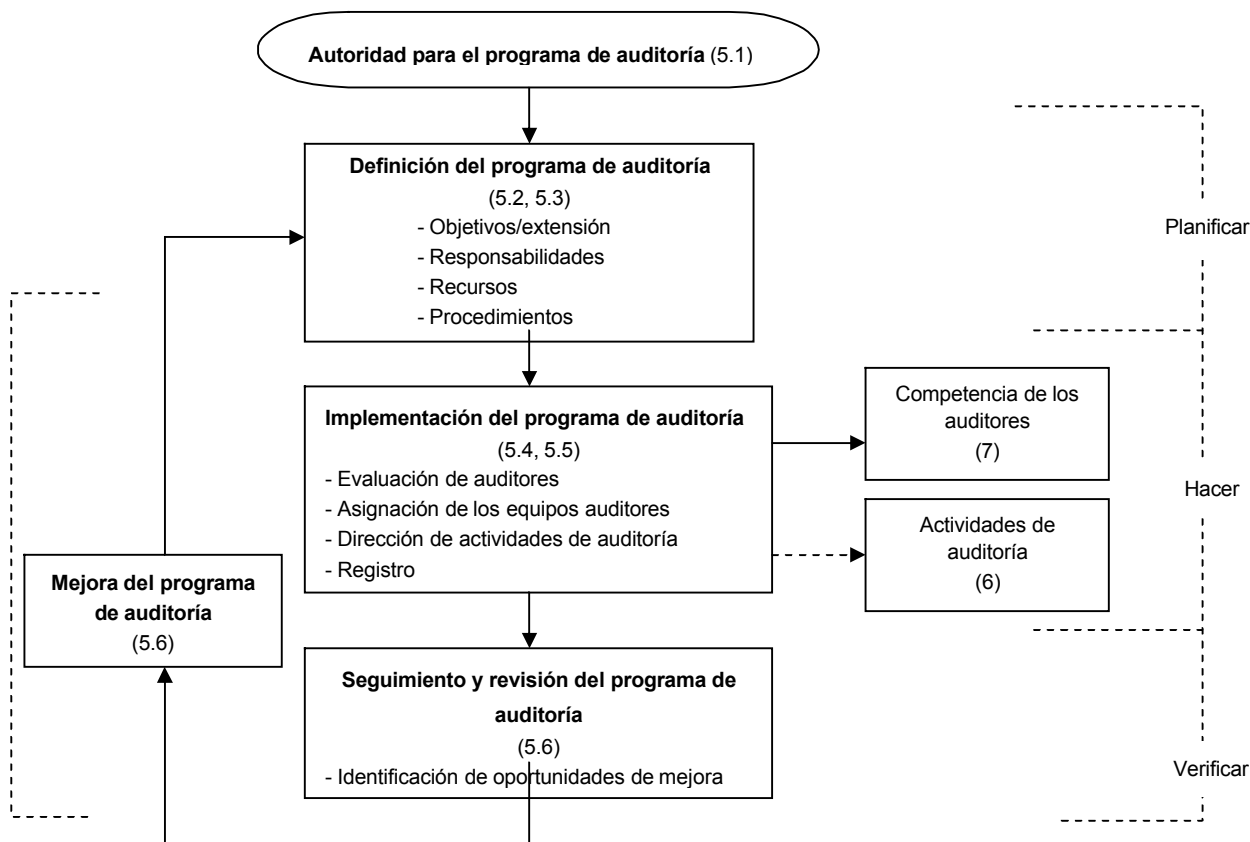 Autoridad para el programa de auditoría (5.1)
Definición del programa de auditoría
(5.2, 5.3)
- Objetivos/extensión
- Responsabilidades
- Recursos
- Procedimientos
Planificar
Implementación del programa de auditoría
(5.4, 5.5)
- Evaluación de auditores
- Asignación de los equipos auditores
- Dirección de actividades de auditoría
- Registro
Competencia de los
auditores
(7)
Hacer
Actividades de
auditoría
(6)
Mejora del programa
de auditoría
(5.6)
Seguimiento y revisión del programa de
auditoría
(5.6)
- Identificación de oportunidades de mejora
Verificar